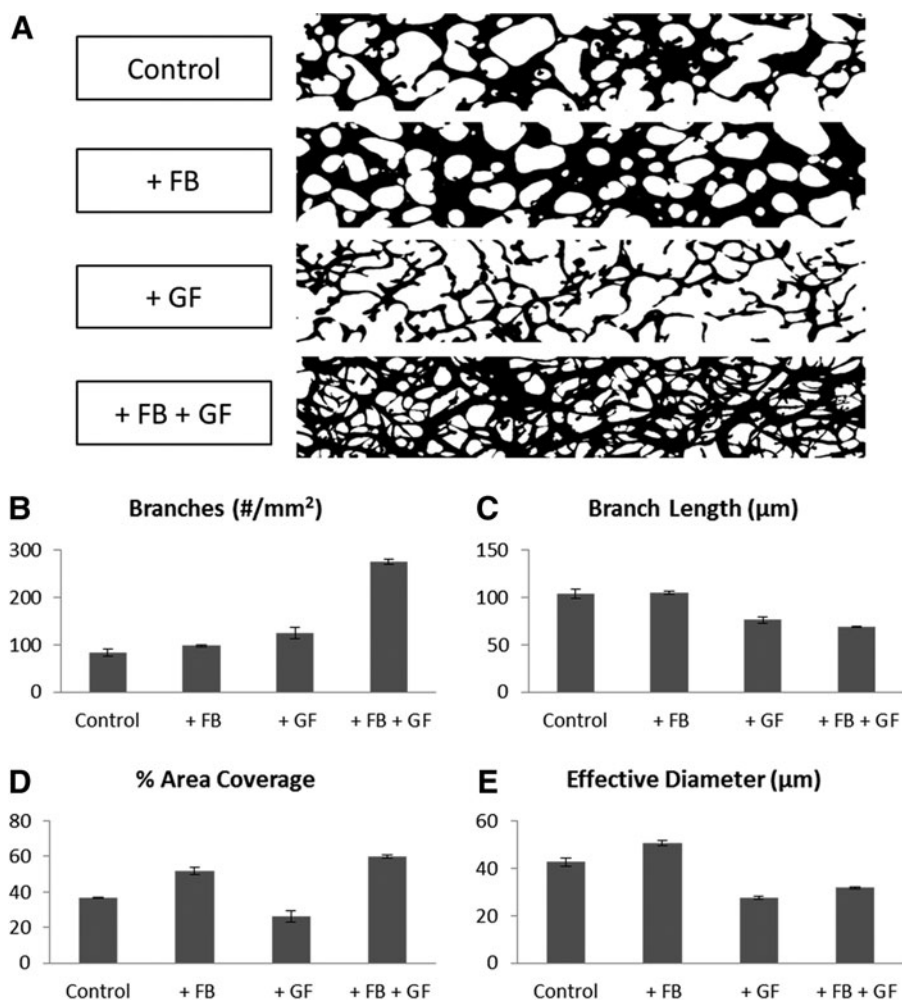 A
Control
+ FB
+ GF
+ FB + GF
B Branches (#/mm²)
300
200
100
0
Control + FB + GF + FB + GF
C Branch Length (µm)
150
100
50
0
Control + FB + GF + FB + GF
D % Area Coverage
80
60
40
20
0
Control + FB + GF + FB + GF
E Effective Diameter (µm)
60
40
20
0
Control + FB + GF + FB + GF